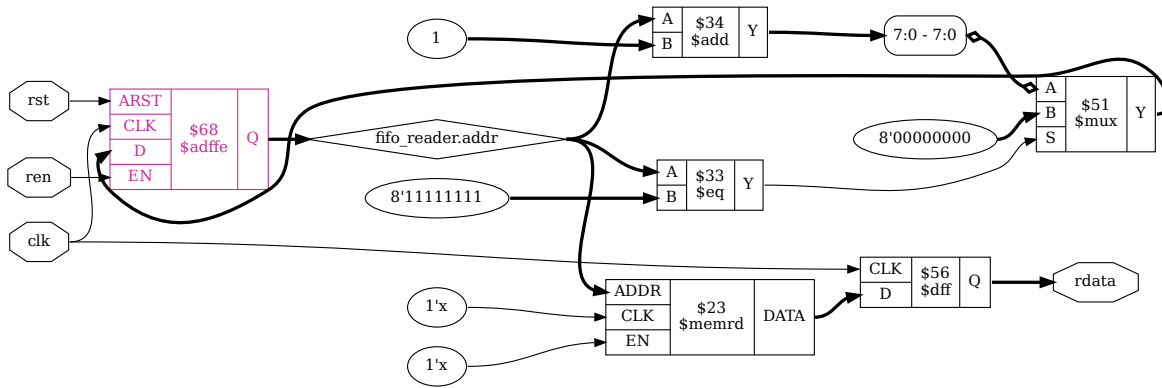 rst
ren
clk
ARST
CLK
D
EN
$68
$adffe
Q
fifo_reader.addr
1
8'11111111
1'x
1'x
A
B
$34
$add
Y
A
B
$33
$eq
Y
ADDR
CLK
EN
$23
$memrd
DATA
7:0 - 7:0
8'00000000
CLK
D
$56
$dff
Q
A
B
S
$51
$mux
Y
rdata